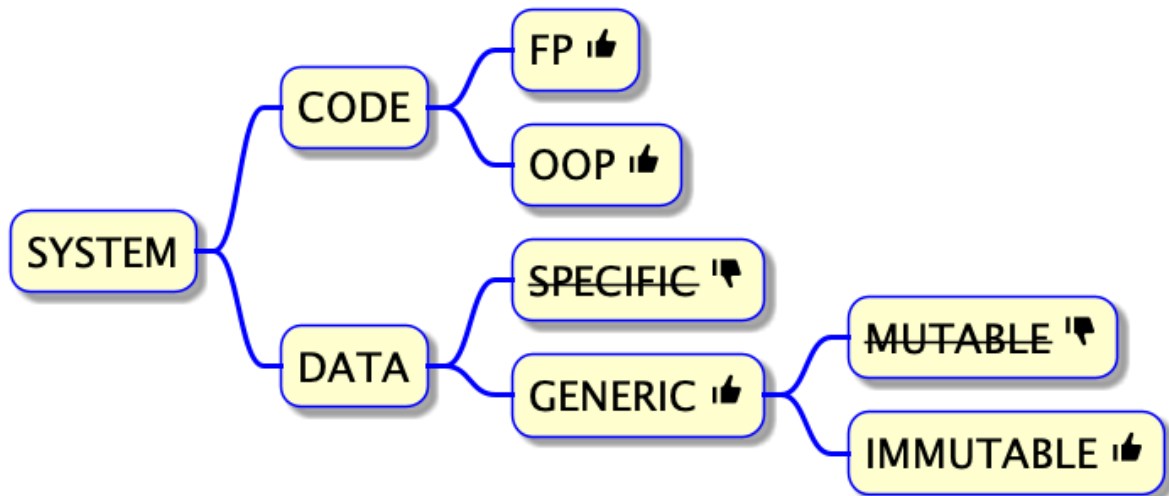 SYSTEM
CODE
FP
OOP
DATA
SPECIFIC
GENERIC
MUTABLE
IMMUTABLE